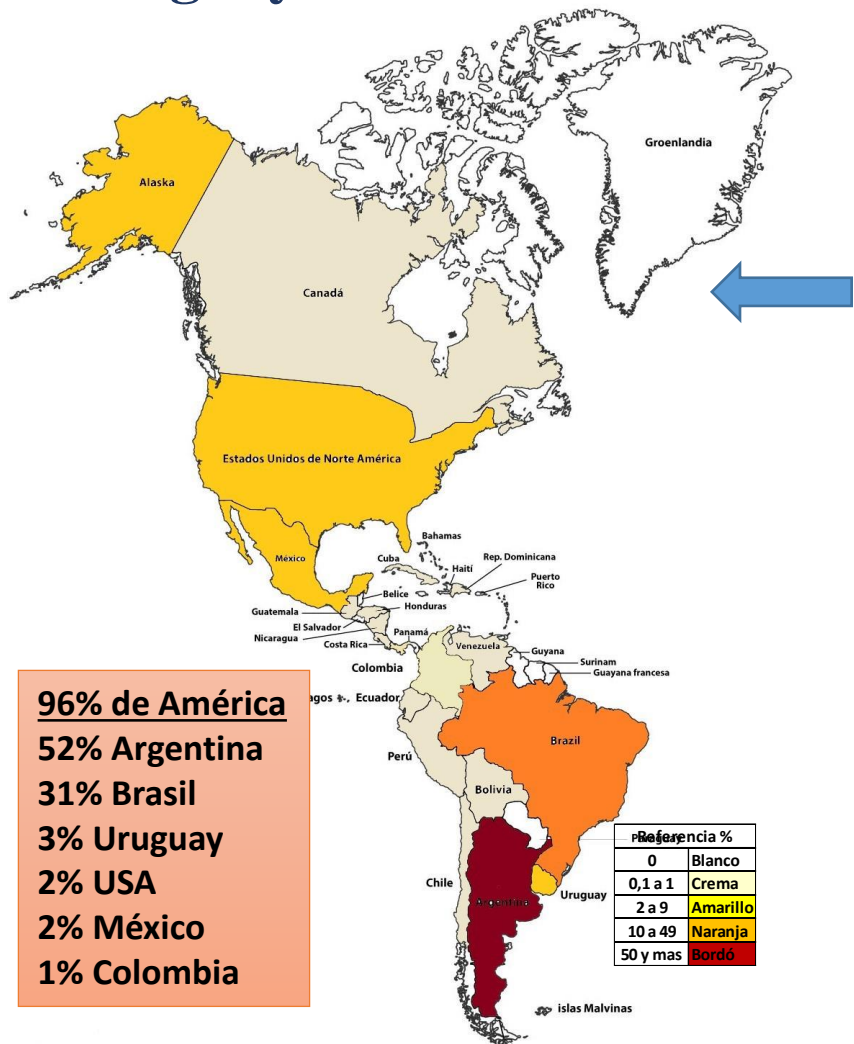 Groenlandia
Alaska
Canadá
Estados Unidos de Norte América
México
Bahamas
Cuba
Haití
Rep. Dominicana
Puerto
Rico
Belice
Honduras
Guatemala
El Salvador
Nicaragua
Costa Rica
Panamá
Venezuela
Guyana
Surinam
Guayana francesa
Colombia
agos
, Ecuador
Brazil
Perú
Bolivia
Chile
Argentina
Uruguay
islas Malvinas
96% de América
52% Argentina
31% Brasil
3% Uruguay
2% USA
2% México
1% Colombia
Referencia %
0 Blanco
0,1 a 1 Crema
2 a 9 Amarillo
10 a 49 Naranja
50 y mas Bordó